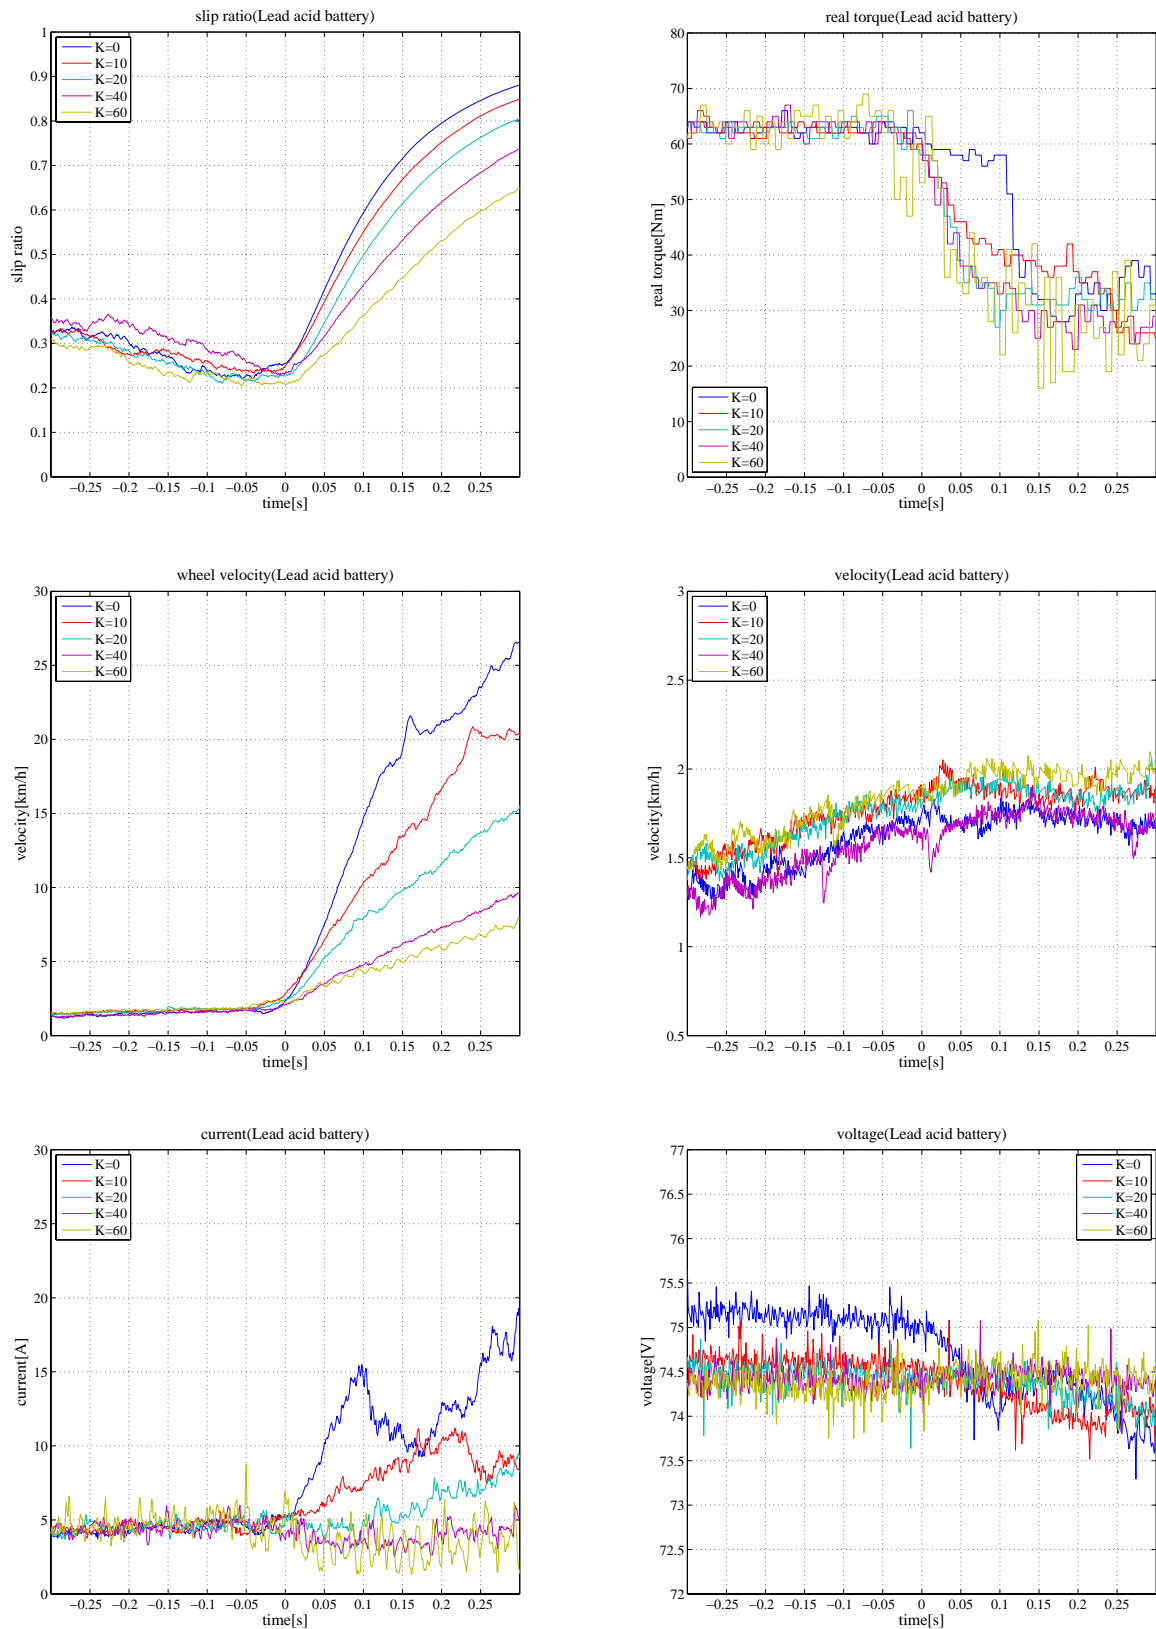 slip ratio(Lead acid battery)
1
0.9
0.8
0.7
0.6
0.5
0.4
0.3
0.2
0.1
0
slip ratio
K=0
K=10
K=20
K=40
K=60
−0.25 −0.2 −0.15 −0.1 −0.05 0 0.05 0.1 0.15 0.2 0.25
time[s]
real torque(Lead acid battery)
80
70
60
50
40
30
20
10
0
real torque[Nm]
K=0
K=10
K=20
K=40
K=60
−0.25 −0.2 −0.15 −0.1 −0.05 0 0.05 0.1 0.15 0.2 0.25
time[s]
wheel velocity(Lead acid battery)
30
25
20
15
10
5
0
velocity[km/h]
K=0
K=10
K=20
K=40
K=60
−0.25 −0.2 −0.15 −0.1 −0.05 0 0.05 0.1 0.15 0.2 0.25
time[s]
velocity(Lead acid battery)
3
2.5
2
1.5
1
0.5
velocity[km/h]
K=0
K=10
K=20
K=40
K=60
−0.25 −0.2 −0.15 −0.1 −0.05 0 0.05 0.1 0.15 0.2 0.25
time[s]
current(Lead acid battery)
30
25
20
15
10
5
0
current[A]
K=0
K=10
K=20
K=40
K=60
−0.25 −0.2 −0.15 −0.1 −0.05 0 0.05 0.1 0.15 0.2 0.25
time[s]
voltage(Lead acid battery)
77
76.5
76
75.5
75
74.5
74
73.5
73
72.5
72
voltage[V]
K=0
K=10
K=20
K=40
K=60
−0.25 −0.2 −0.15 −0.1 −0.05 0 0.05 0.1 0.15 0.2 0.25
time[s]